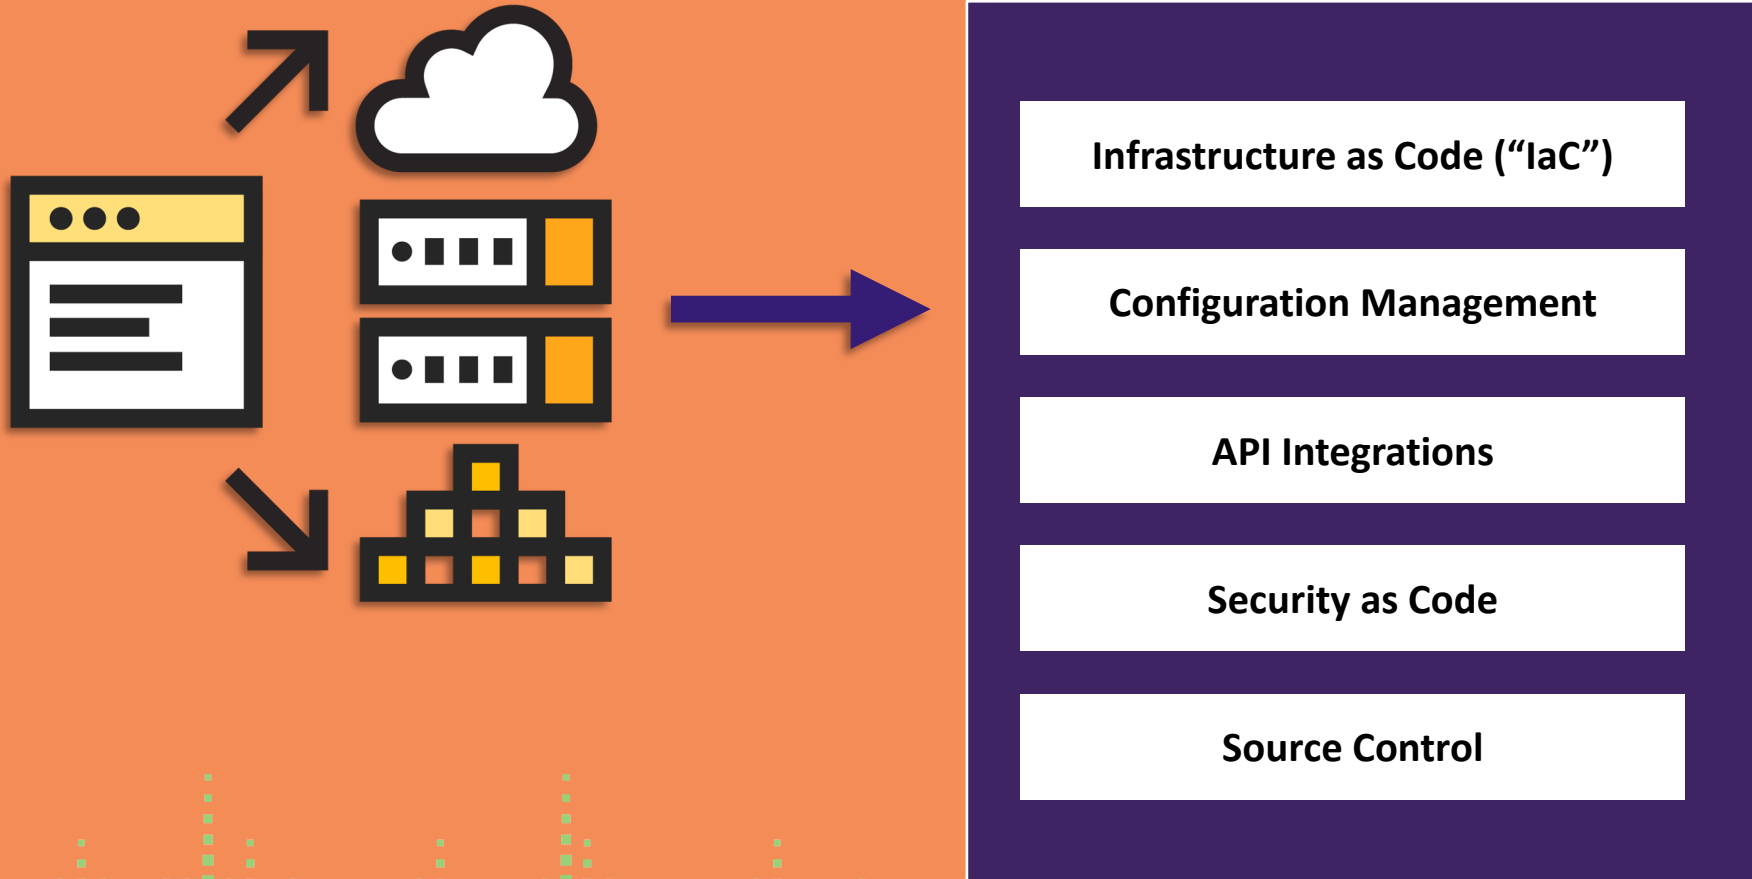 Infrastructure as Code (“IaC”)
Configuration Management
API Integrations
Security as Code
Source Control